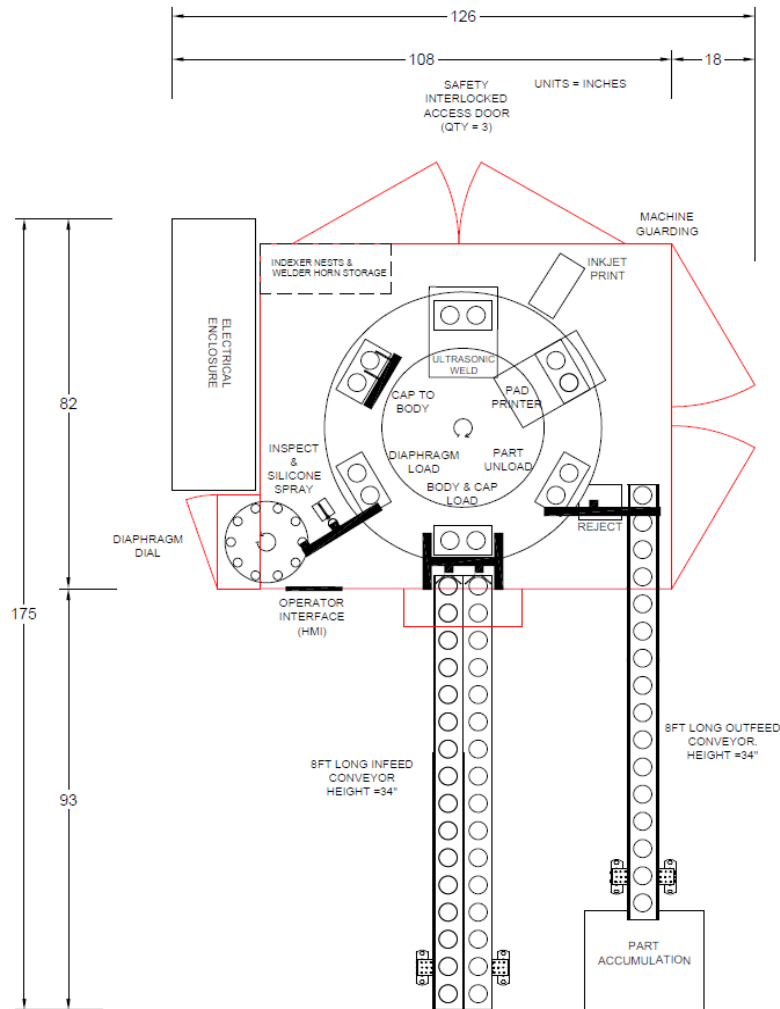 126
108
18
SAFETY
INTERLOCKED
ACCESS DOOR
(QTY = 3)
UNITS = INCHES
MACHINE
GUARDING
INKJET
PRINT
INDEXER NESTS &
WELDER HORN STORAGE
ELECTRICAL
ENCLOSURE
ULTRASONIC
WELD
PAD
PRINTER
CAP TO
BODY
82
INSPECT
&
SILICONE
SPRAY
DIAPHRAGM
LOAD
PART
UNLOAD
BODY & CAP
LOAD
REJECT
DIAPHRAGM
DIAL
OPERATOR
INTERFACE
(HMI)
175
8FT LONG INFEED
CONVEYOR
HEIGHT =34"
8FT LONG OUTFEED
CONVEYOR.
HEIGHT =34"
93
PART
ACCUMULATION